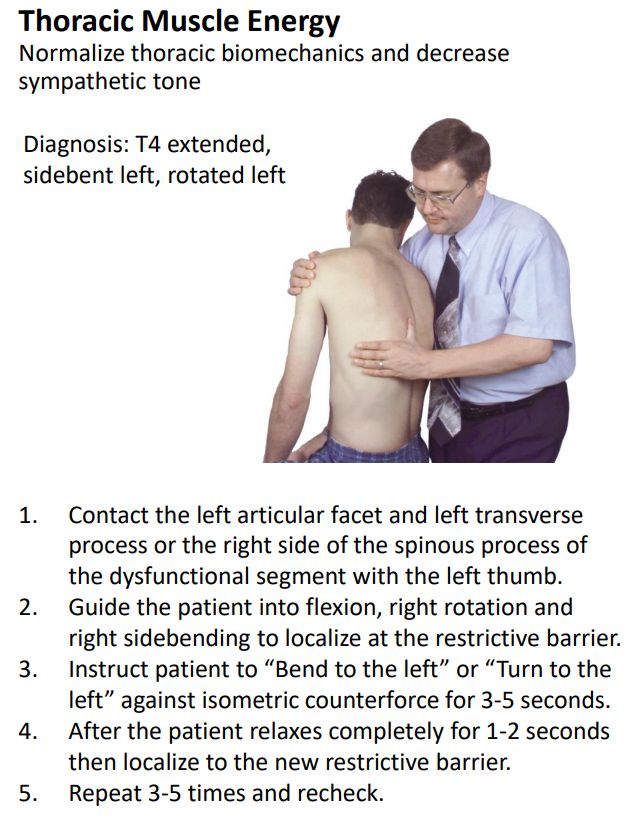 Thoracic Muscle Energy
Normalize thoracic biomechanics and decrease
sympathetic tone
Diagnosis: T4 extended,
sidebent left, rotated left
1. Contact the left articular facet and left transverse
process or the right side of the spinous process of
the dysfunctional segment with the left thumb.
2. Guide the patient into flexion, right rotation and
right sidebending to localize at the restrictive barrier.
3. Instruct patient to “Bend to the left” or “Turn to the
left” against isometric counterforce for 3-5 seconds.
4. After the patient relaxes completely for 1-2 seconds
then localize to the new restrictive barrier.
5. Repeat 3-5 times and recheck.